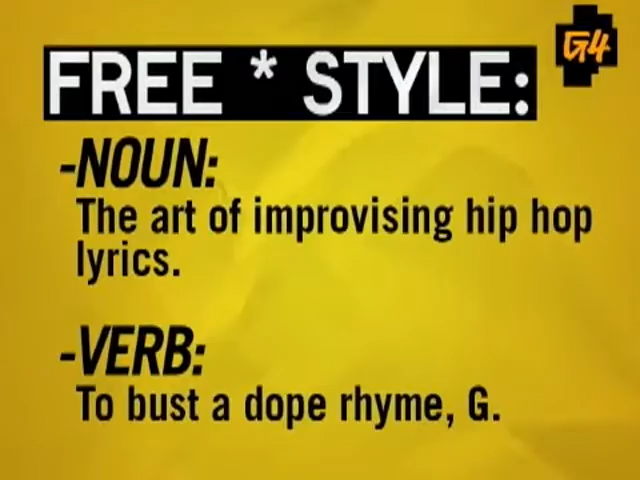 G4
FREE * STYLE:
-NOUN:
The art of improvising hip hop
lyrics.
-VERB:
To bust a dope rhyme, G.